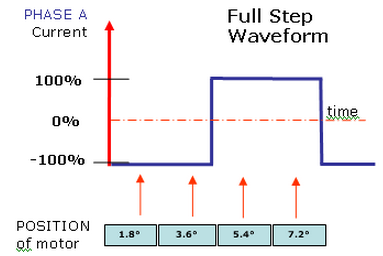 PHASE A
Current
Full Step
Waveform
100%
0%
time
-100%
POSITION
of motor
1.8° 3.6° 5.4° 7.2°